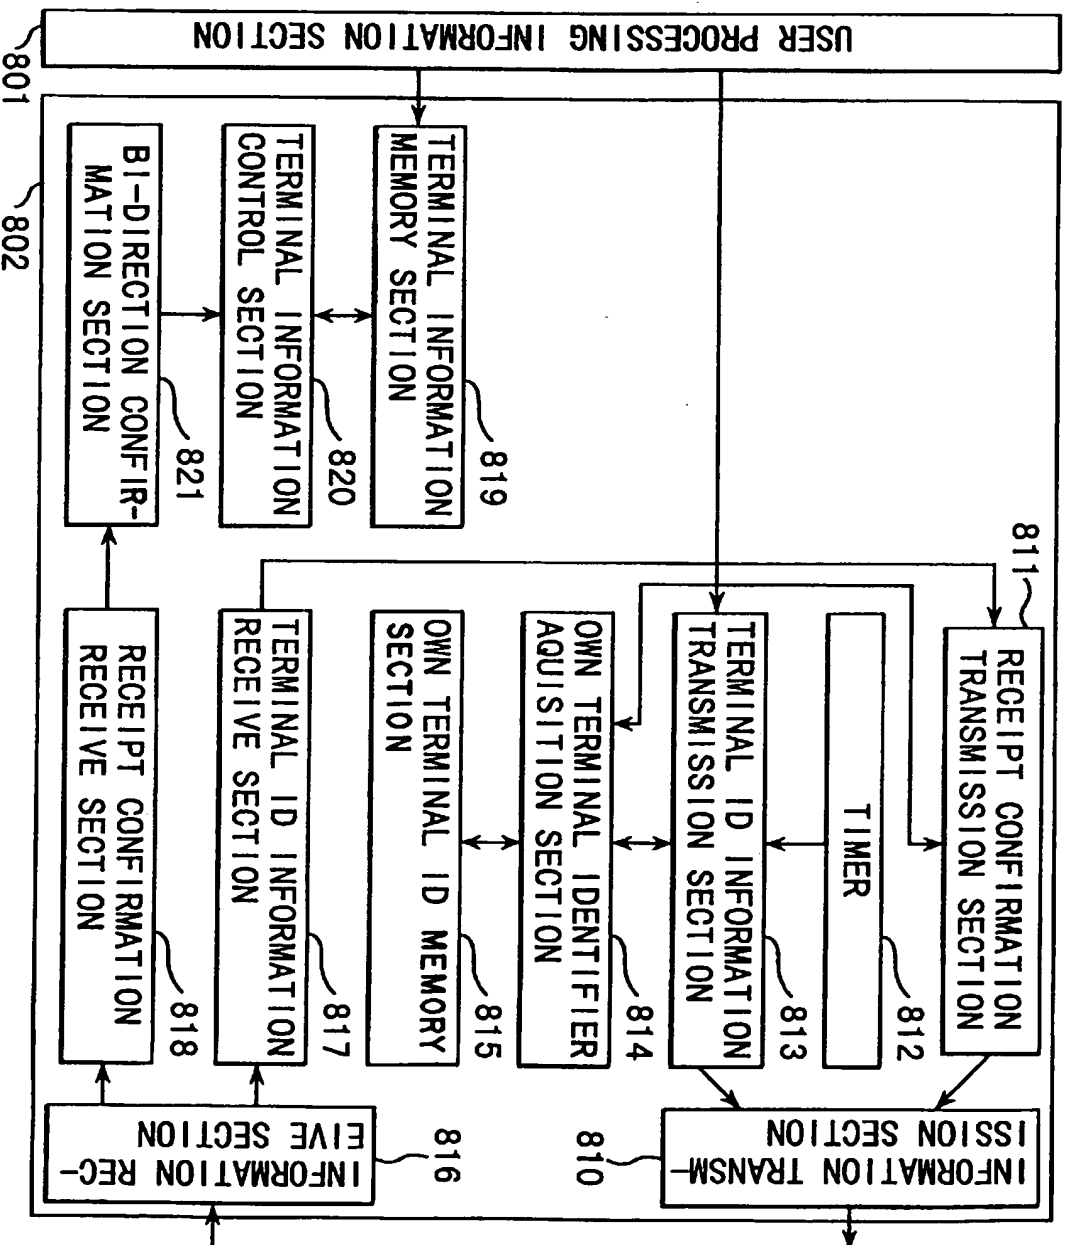 USER PROCESSING INFORMATION SECTION
801
802
811
RECEIPT CONFIRMATION
TRANSMISSION SECTION
TIMER
812
TERMINAL ID INFORMATION
TRANSMISSION SECTION
813
OWN TERMINAL IDENTIFIER
AQUISITION SECTION
814
OWN TERMINAL ID MEMORY
SECTION
815
TERMINAL ID INFORMATION
RECEIVE SECTION
817
RECEIPT CONFIRMATION
RECEIVE SECTION
818
TERMINAL INFORMATION
MEMORY SECTION
819
TERMINAL INFORMATION
CONTROL SECTION
820
BI-DIRECTION CONFIR-
MATION SECTION
821
INFORMATION TRANSM-
ISSION SECTION
810
INFORMATION REC-
EIVE SECTION
816